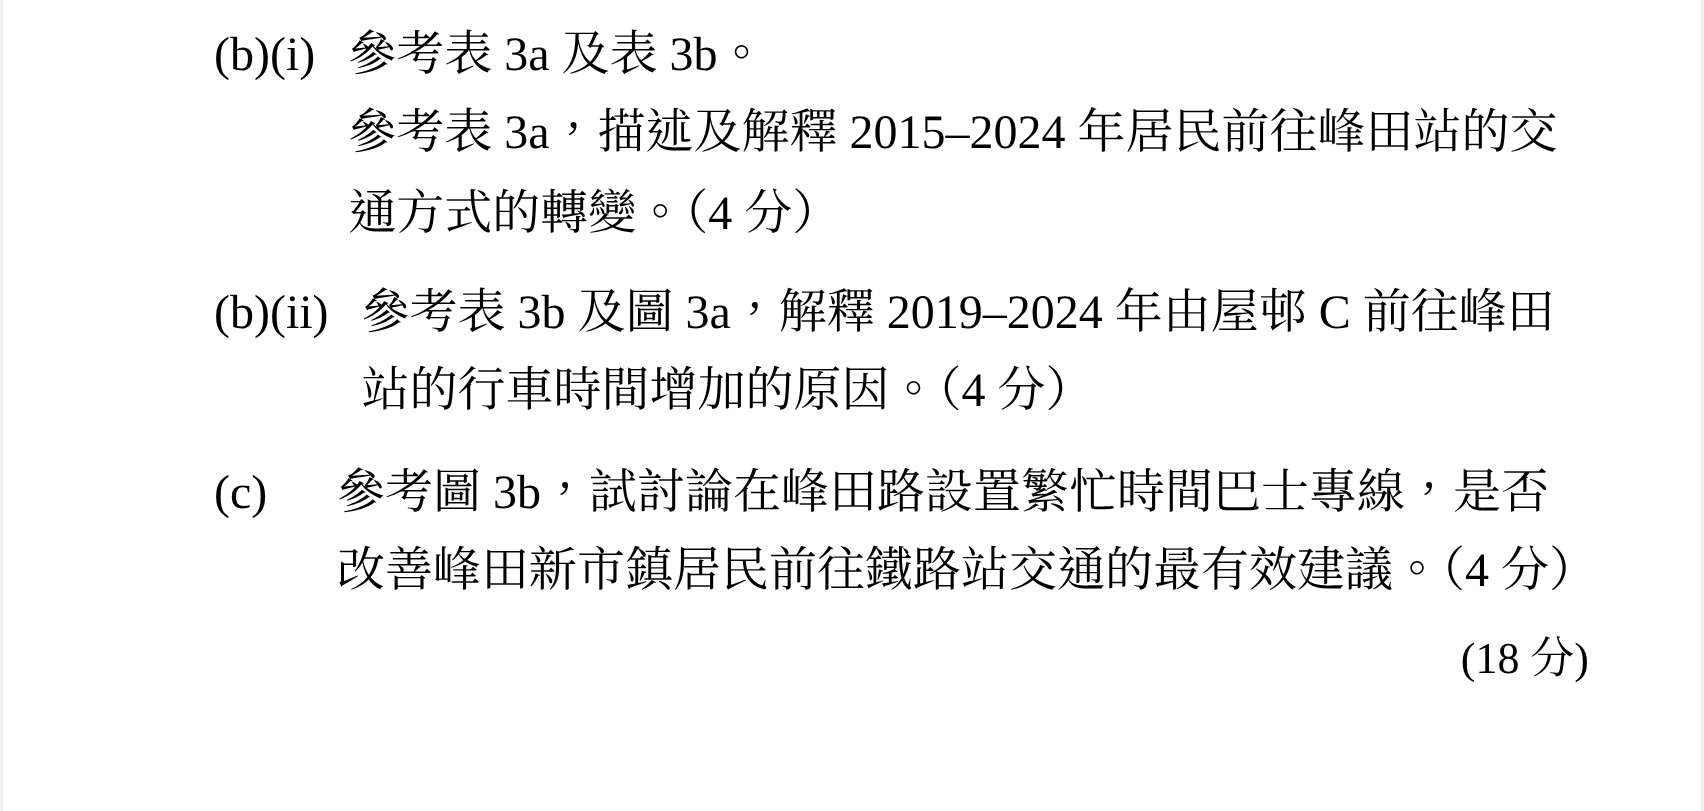 (b)(i) 參考表 3a 及表 3b。
參考表 3a，描述及解釋 2015–2024 年居民前往峰田站的交
通方式的轉變。（4 分）
(b)(ii) 參考表 3b 及圖 3a，解釋 2019–2024 年由屋邨 C 前往峰田
站的行車時間增加的原因。（4 分）
(c) 參考圖 3b，試討論在峰田路設置繁忙時間巴士專線，是否
改善峰田新市鎮居民前往鐵路站交通的最有效建議。（4 分）
(18 分)